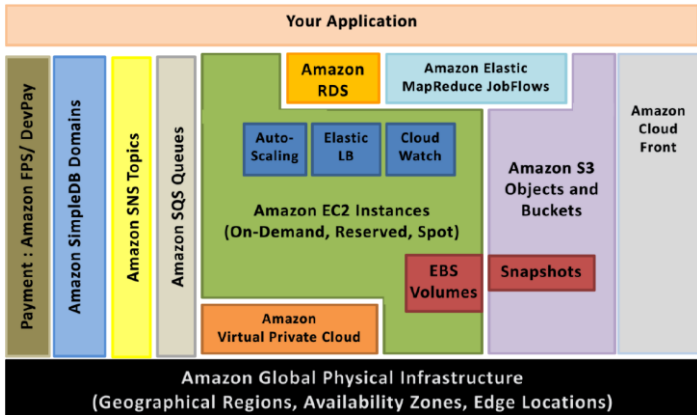 Your Application
Payment : Amazon FPS/ DevPay
Amazon SimpleDB Domains
Amazon SNS Topics
Amazon SQS Queues
Amazon
RDS
Amazon Elastic
MapReduce JobFlows
Auto-
Scaling
Elastic
LB
Cloud
Watch
Amazon EC2 Instances
(On-Demand, Reserved, Spot)
EBS
Volumes
Snapshots
Amazon S3
Objects and
Buckets
Amazon
Cloud
Front
Amazon
Virtual Private Cloud
Amazon Global Physical Infrastructure
(Geographical Regions, Availability Zones, Edge Locations)